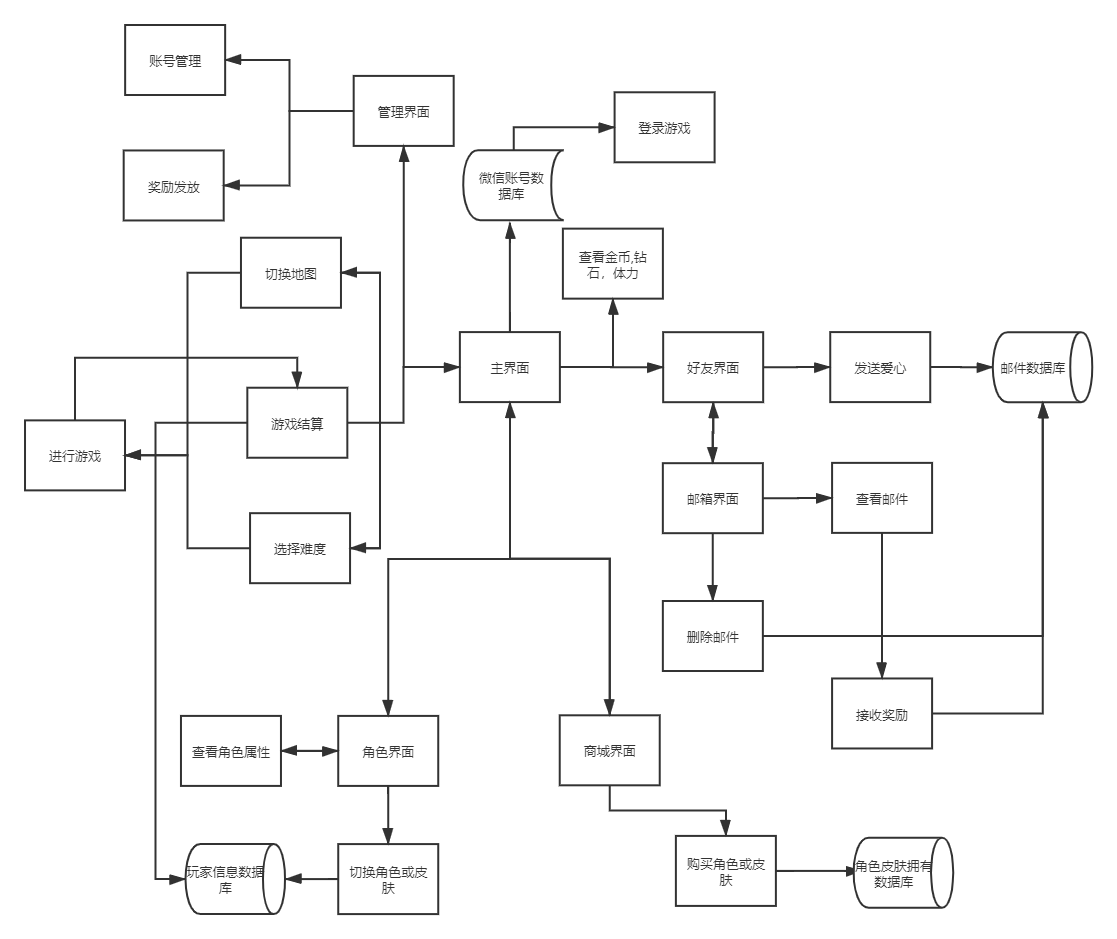 账号管理
管理界面
登录游戏
奖励发放
微信账号数
据库
查看金币,钻
石，体力
切换地图
主界面
好友界面
发送爱心
邮件数据库
游戏结算
进行游戏
邮箱界面
查看邮件
选择难度
删除邮件
接收奖励
查看角色属性
角色界面
商城界面
玩家信息数据
库
切换角色或皮
肤
购买角色或皮
肤
角色皮肤拥有
数据库